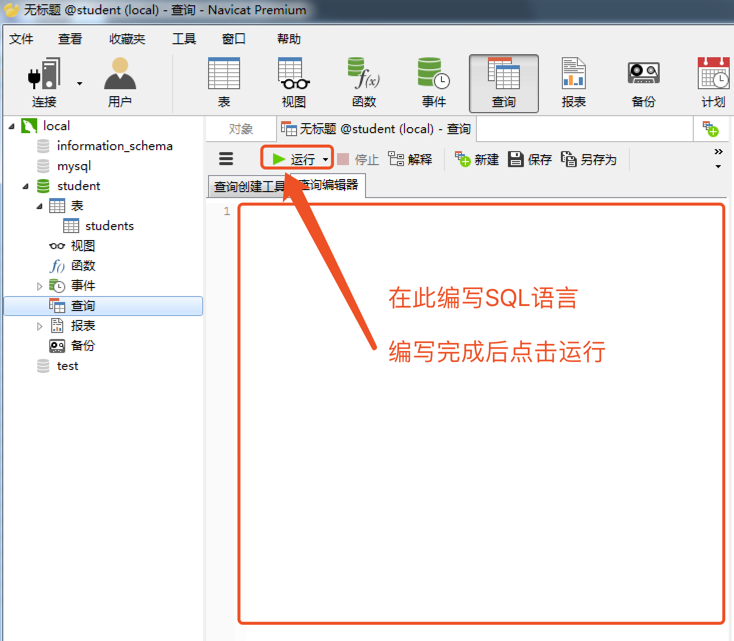 无标题 @student (local) - 查询 - Navicat Premium
文件 查看 收藏夹 工具 窗口 帮助
连接 用户 表 视图 函数 事件 查询 报表 备份 计划
local
information_schema
mysql
student
表
students
视图
函数
事件
查询
报表
备份
test
对象 无标题 @student (local) - 查询
运行 停止 解释 新建 保存 另存为
查询创建工具 查询编辑器
1
在此编写SQL语言
编写完成后点击运行